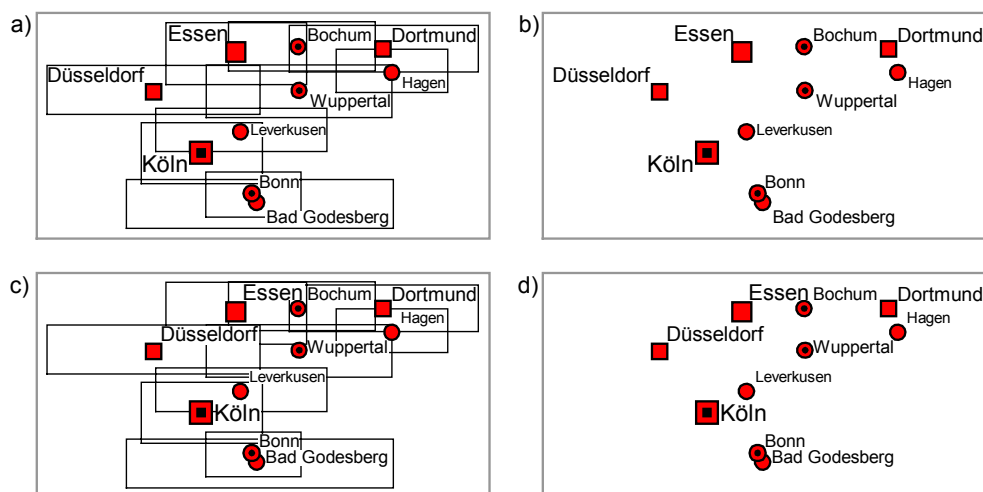 a)
Essen
Bochum
Dortmund
Düsseldorf
Hagen
Wuppertal
Leverkusen
Köln
Bonn
Bad Godesberg
b)
Essen
Bochum
Dortmund
Düsseldorf
Hagen
Wuppertal
Leverkusen
Köln
Bonn
Bad Godesberg
c)
Essen
Bochum
Dortmund
Hagen
Düsseldorf
Wuppertal
Leverkusen
Köln
Bonn
Bad Godesberg
d)
Essen
Bochum
Dortmund
Hagen
Düsseldorf
Wuppertal
Leverkusen
Köln
Bonn
Bad Godesberg